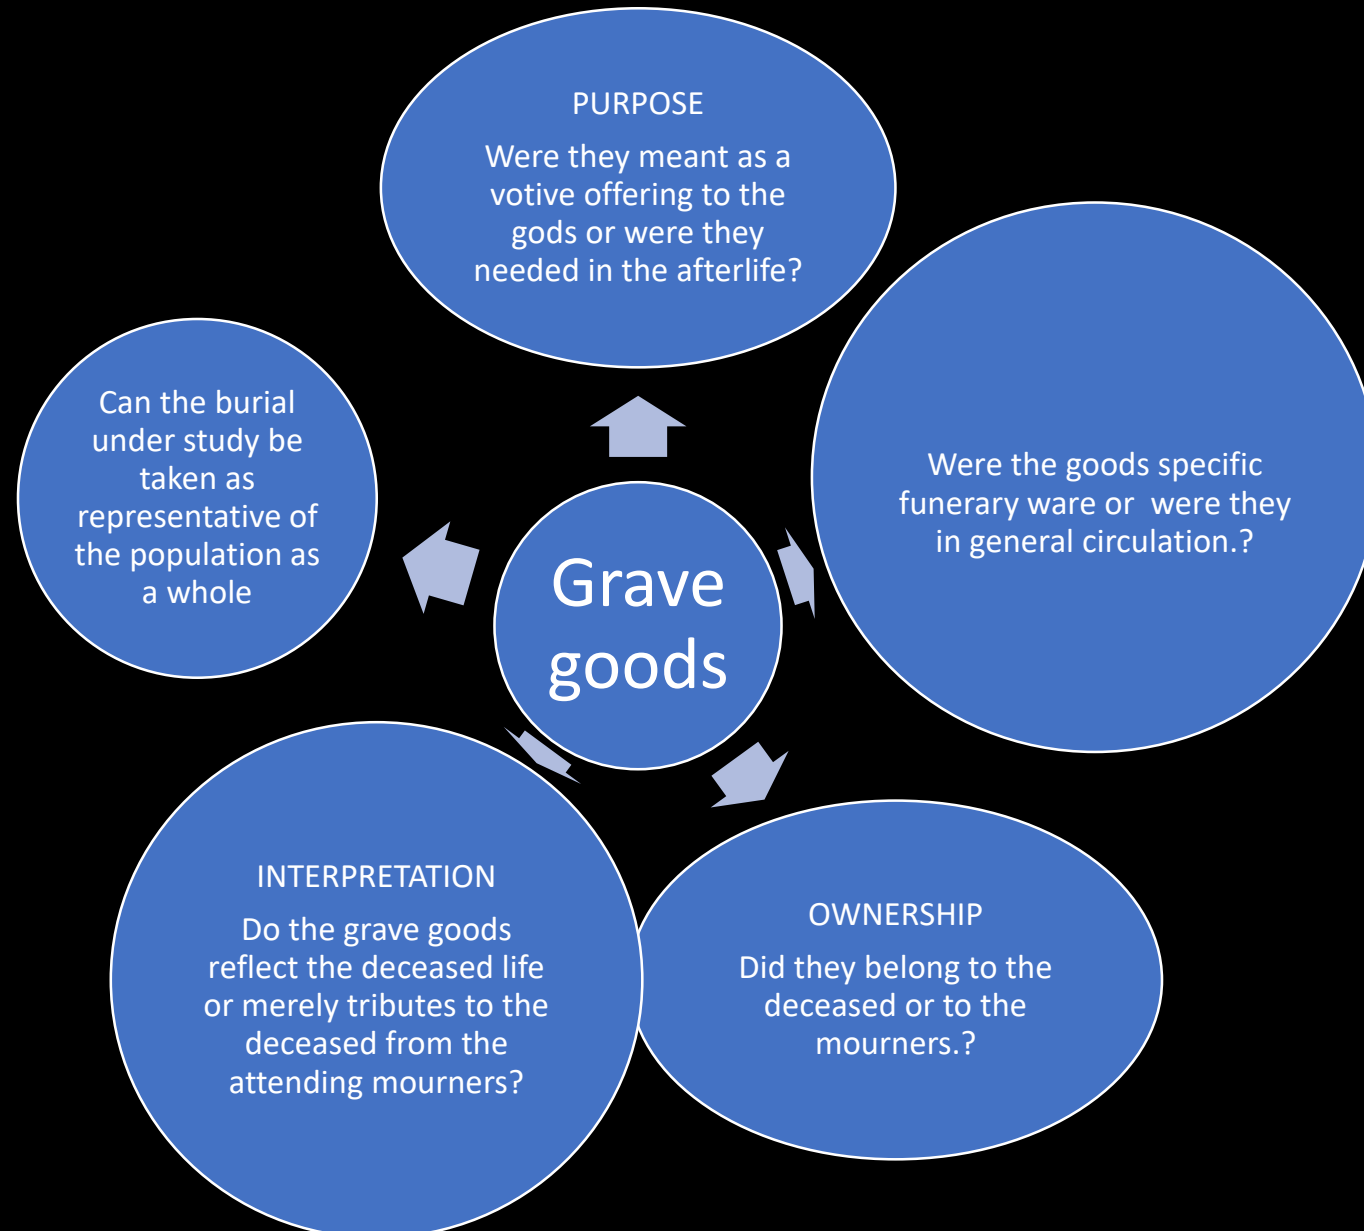 PURPOSE
Were they meant as a
votive offering to the
gods or were they
needed in the afterlife?
Were the goods specific
funerary ware or  were they
in general circulation.?
OWNERSHIP
Did they belong to the
deceased or to the
mourners.?
INTERPRETATION
Do the grave goods
reflect the deceased life
or merely tributes to the
deceased from the
attending mourners?
Can the burial
under study be
taken as
representative of
the population as
a whole
Grave
goods